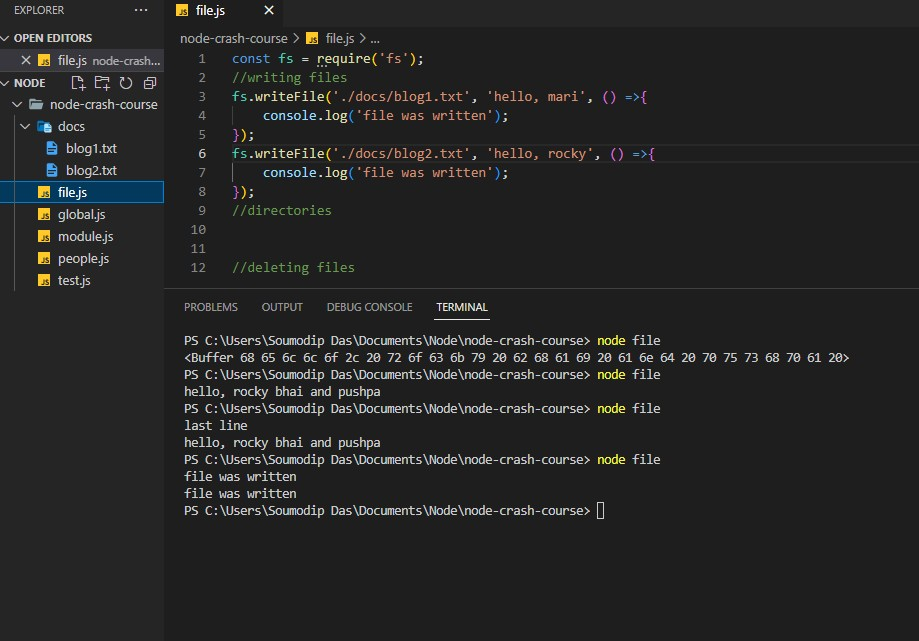 EXPLORER ...
OPEN EDITORS
JS file.js node-crash...
NODE
node-crash-course
docs
blog1.txt
blog2.txt
JS file.js
JS global.js
JS module.js
JS people.js
JS test.js
JS file.js
node-crash-course > JS file.js > ...
1 const fs = require('fs');
2 //writing files
3 fs.writeFile('./docs/blog1.txt', 'hello, mari', () =>{
4     console.log('file was written');
5 });
6 fs.writeFile('./docs/blog2.txt', 'hello, rocky', () =>{
7     console.log('file was written');
8 });
9 //directories
10
11
12 //deleting files
PROBLEMS OUTPUT DEBUG CONSOLE TERMINAL
PS C:\Users\Soumodip Das\Documents\Node\node-crash-course> node file
<Buffer 68 65 6c 6c 6f 2c 20 72 6f 63 6b 79 20 62 68 61 69 20 61 6e 64 20 70 75 73 68 70 61 20>
PS C:\Users\Soumodip Das\Documents\Node\node-crash-course> node file
hello, rocky bhai and pushpa
PS C:\Users\Soumodip Das\Documents\Node\node-crash-course> node file
last line
hello, rocky bhai and pushpa
PS C:\Users\Soumodip Das\Documents\Node\node-crash-course> node file
file was written
file was written
PS C:\Users\Soumodip Das\Documents\Node\node-crash-course>